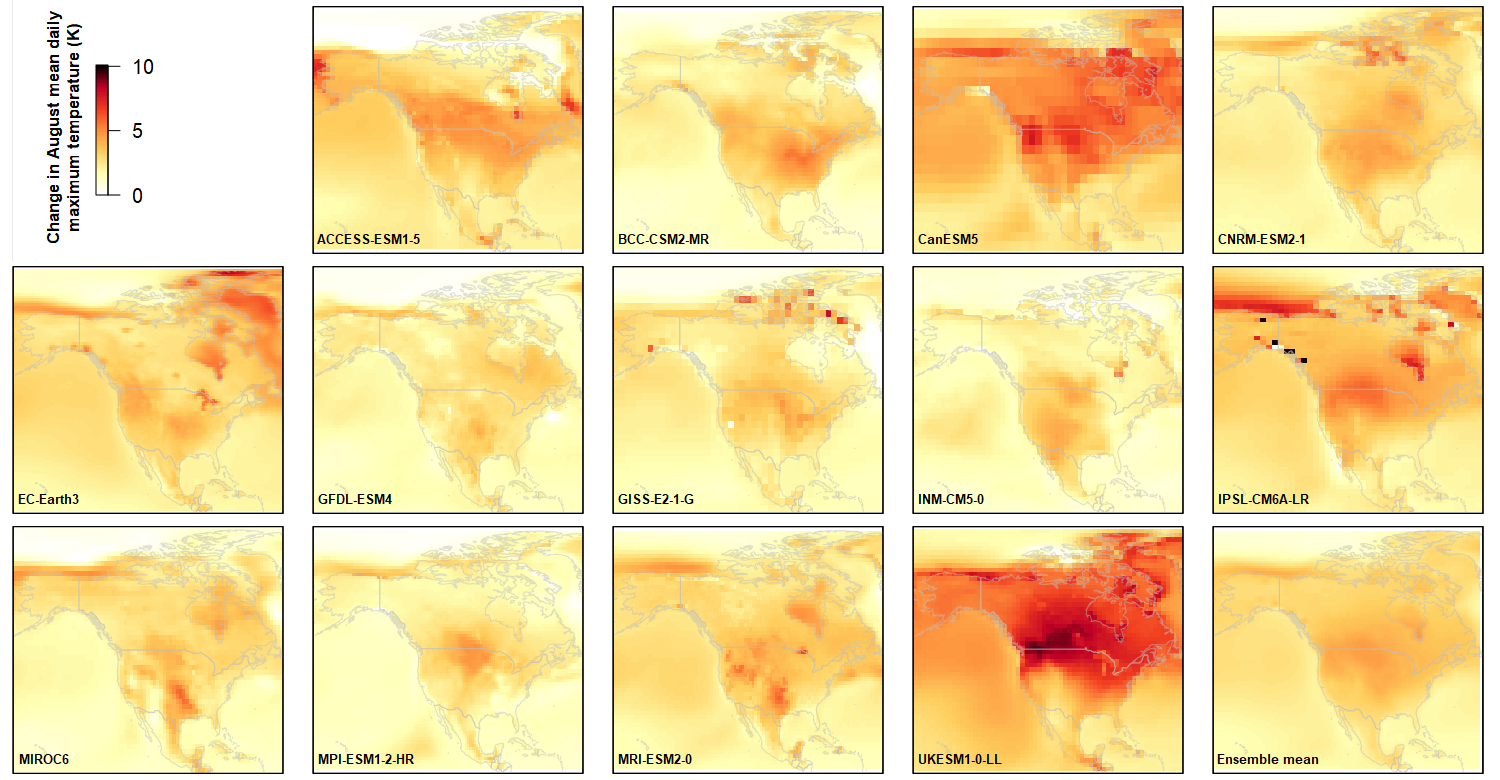 Change in August mean daily
maximum temperature (K)
10
5
0
ACCESS-ESM1-5
BCC-CSM2-MR
CanESM5
CNRM-ESM2-1
EC-Earth3
GFDL-ESM4
GISS-E2-1-G
INM-CM5-0
IPSL-CM6A-LR
MIROC6
MPI-ESM1-2-HR
MRI-ESM2-0
UKESM1-0-LL
Ensemble mean